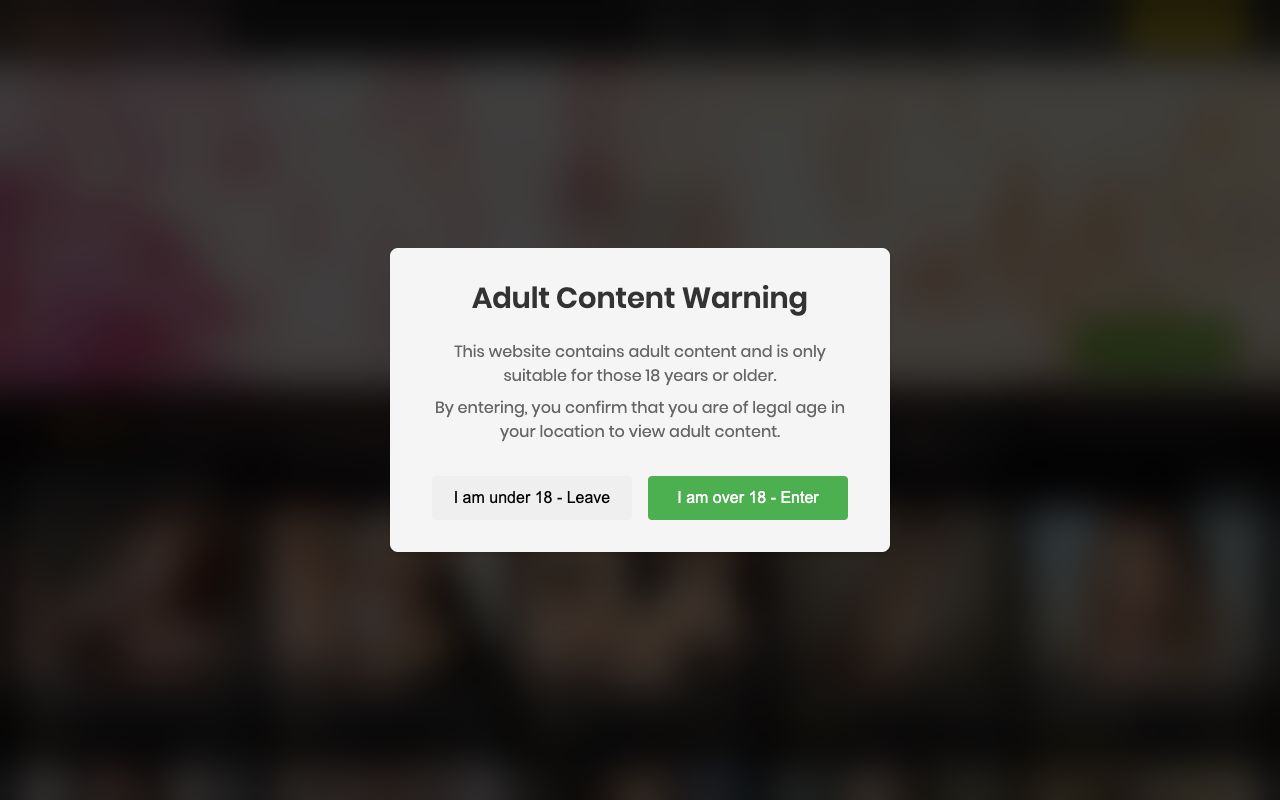 Adult Content Warning
This website contains adult content and is only
suitable for those 18 years or older.
By entering, you confirm that you are of legal age in
your location to view adult content.
I am under 18 - Leave
I am over 18 - Enter